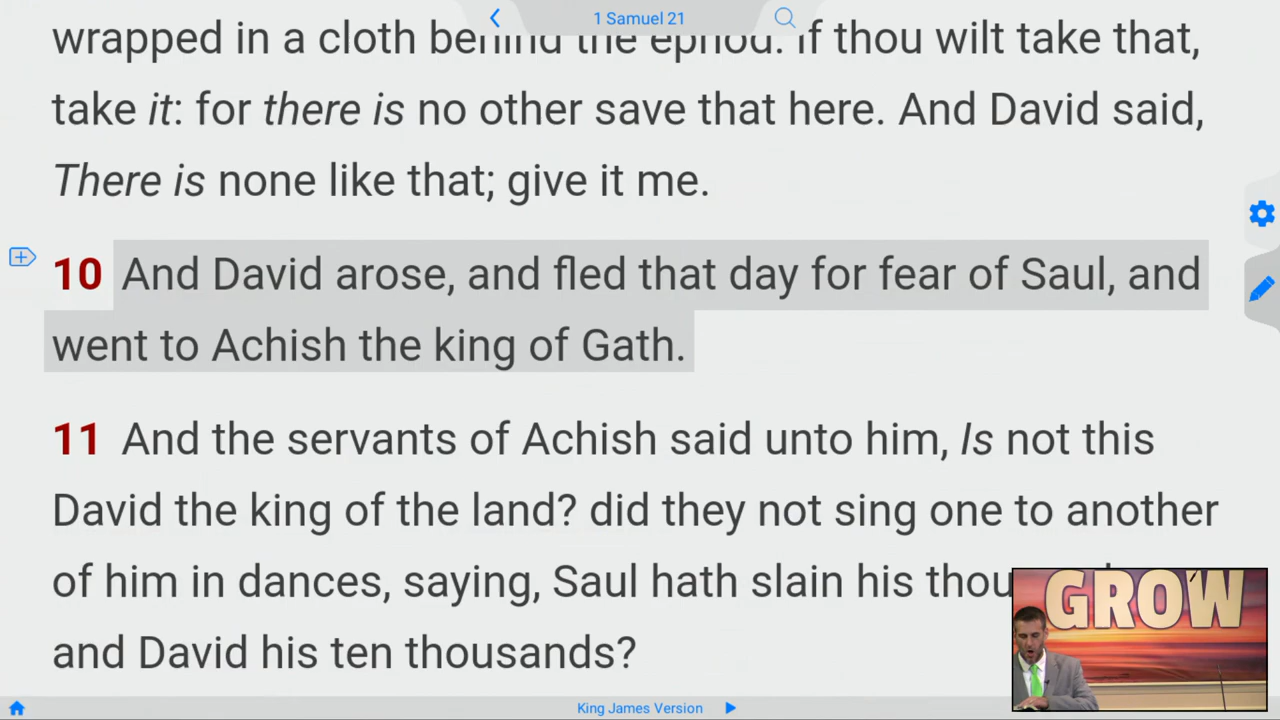 1 Samuel 21
wrapped in a cloth behind the ephod: if thou wilt take that,
take it: for there is no other save that here. And David said,
There is none like that; give it me.
10 And David arose, and fled that day for fear of Saul, and
went to Achish the king of Gath.
11 And the servants of Achish said unto him, Is not this
David the king of the land? did they not sing one to another
of him in dances, saying, Saul hath slain his
and David his ten thousands?
GROW
King James Version